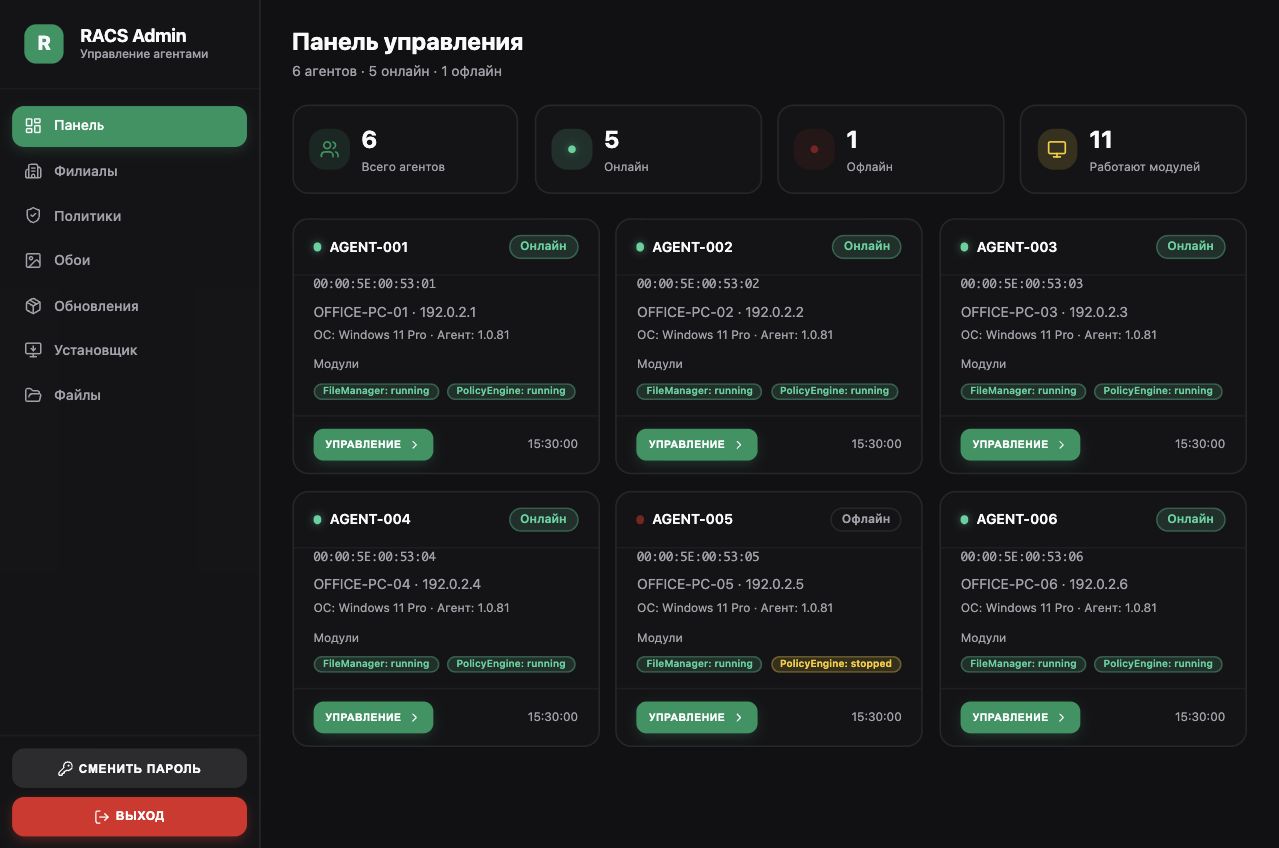 R
RACS Admin
Управление агентами
Панель
Филиалы
Политики
Обои
Обновления
Установщик
Файлы
СМЕНИТЬ ПАРОЛЬ
ВЫХОД
Панель управления
6 агентов · 5 онлайн · 1 офлайн
6
Всего агентов
5
Онлайн
1
Офлайн
11
Работают модулей
AGENT-001
Онлайн
00:00:5E:00:53:01
OFFICE-PC-01 · 192.0.2.1
ОС: Windows 11 Pro · Агент: 1.0.81
Модули
FileManager: running PolicyEngine: running
УПРАВЛЕНИЕ
15:30:00
AGENT-002
Онлайн
00:00:5E:00:53:02
OFFICE-PC-02 · 192.0.2.2
ОС: Windows 11 Pro · Агент: 1.0.81
Модули
FileManager: running PolicyEngine: running
УПРАВЛЕНИЕ
15:30:00
AGENT-003
Онлайн
00:00:5E:00:53:03
OFFICE-PC-03 · 192.0.2.3
ОС: Windows 11 Pro · Агент: 1.0.81
Модули
FileManager: running PolicyEngine: running
УПРАВЛЕНИЕ
15:30:00
AGENT-004
Онлайн
00:00:5E:00:53:04
OFFICE-PC-04 · 192.0.2.4
ОС: Windows 11 Pro · Агент: 1.0.81
Модули
FileManager: running PolicyEngine: running
УПРАВЛЕНИЕ
15:30:00
AGENT-005
Офлайн
00:00:5E:00:53:05
OFFICE-PC-05 · 192.0.2.5
ОС: Windows 11 Pro · Агент: 1.0.81
Модули
FileManager: running PolicyEngine: stopped
УПРАВЛЕНИЕ
15:30:00
AGENT-006
Онлайн
00:00:5E:00:53:06
OFFICE-PC-06 · 192.0.2.6
ОС: Windows 11 Pro · Агент: 1.0.81
Модули
FileManager: running PolicyEngine: running
УПРАВЛЕНИЕ
15:30:00